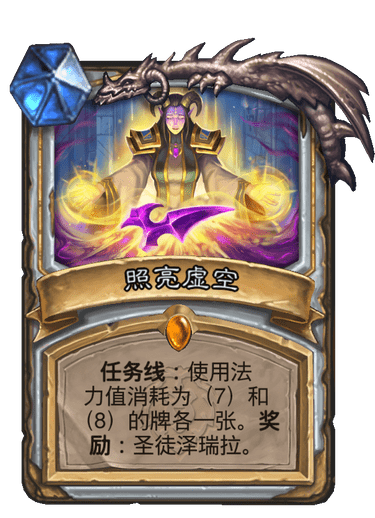 照亮虚空
任务线：使用法
力值消耗为（7）和
（8）的牌各一张。奖
励：圣徒泽瑞拉。